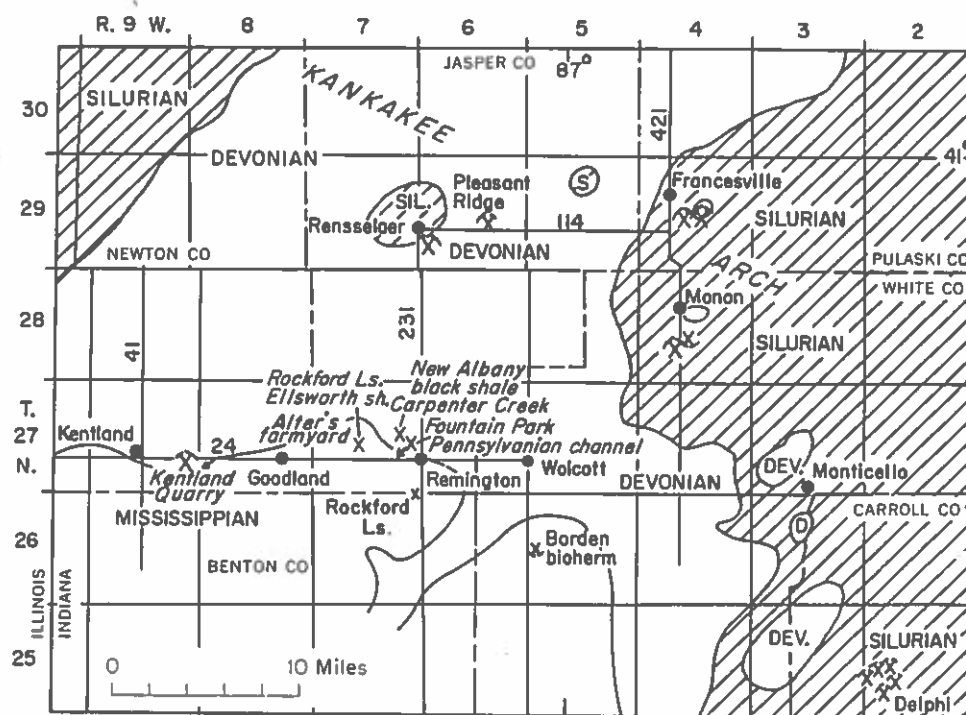 R. 9 W. 8 7 6 5 4 3 2
JASPER CO 87°
KANKAKEE
SILURIAN
30
421
DEVONIAN
41°
Pleasant
Ridge
S
Francesville
SIL.
29
Rensselaer
114
SILURIAN
DEVONIAN
NEWTON CO
ARCH
PULASKI CO
WHITE CO
Monon
28
41
231
SILURIAN
New Albany
black shale
Rockford Ls.
Ellsworth sh.
Carpenter Creek
Alter's
farmyard
Fountain Park
Pennsylvanian channel
T.
27
N.
Kentland
24
Kentland
Quarry
Goodland
Remington
Wolcott
DEVONIAN
DEV.
Monticello
MISSISSIPPIAN
Rockford
Ls.
CARROLL CO
D
26
Borden
bioherm
BENTON CO
ILLINOIS
INDIANA
25
DEV.
SILURIAN
0 10 Miles
Delphi